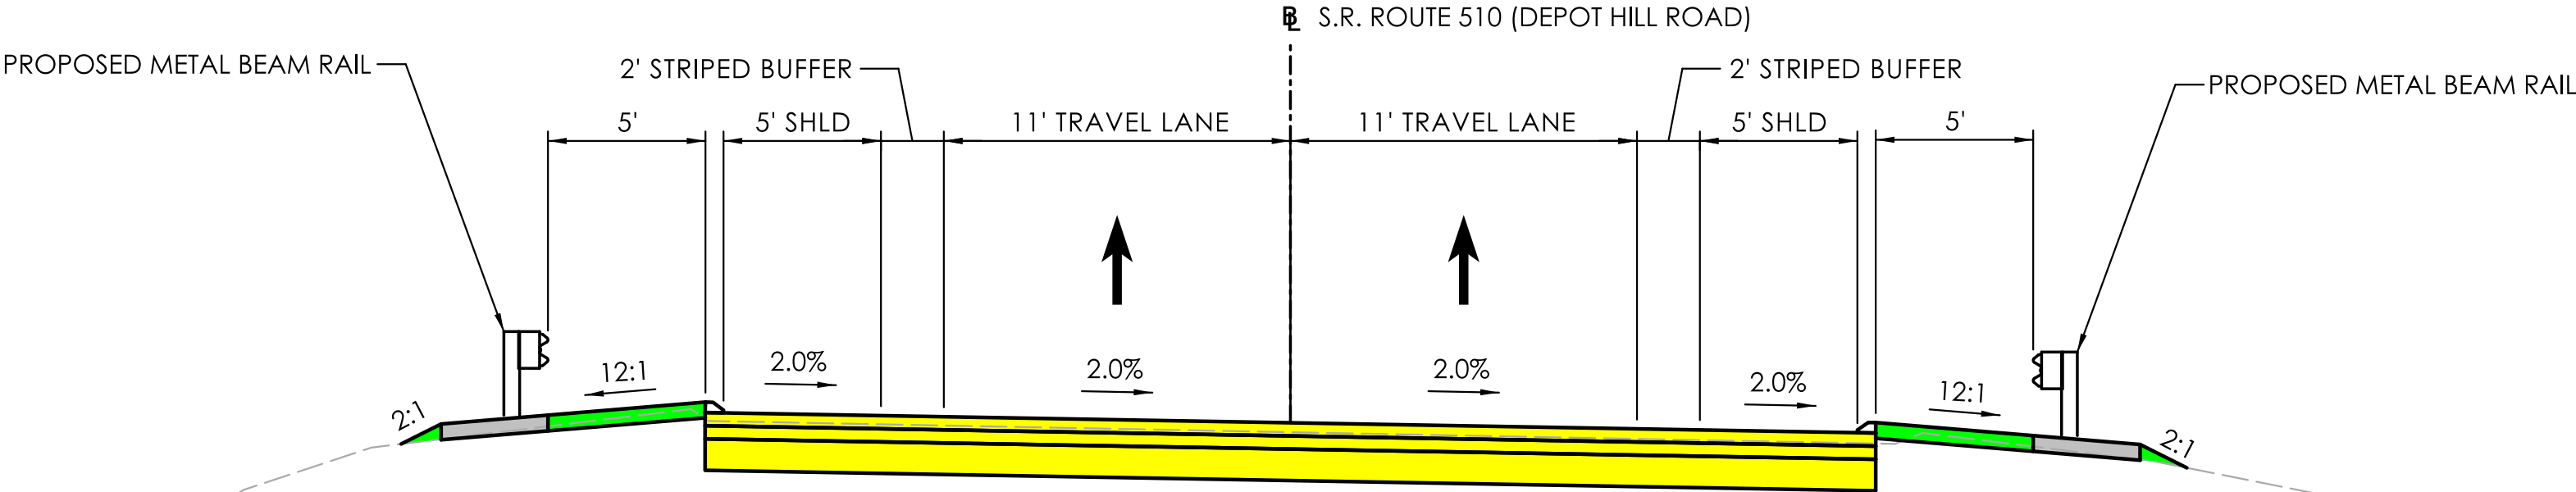 ℄ S.R. ROUTE 510 (DEPOT HILL ROAD)
PROPOSED METAL BEAM RAIL
2' STRIPED BUFFER
2' STRIPED BUFFER
PROPOSED METAL BEAM RAIL
5'
5' SHLD
11' TRAVEL LANE
11' TRAVEL LANE
5' SHLD
5'
2:1
12:1
2.0%
2.0%
2.0%
2.0%
12:1
2:1